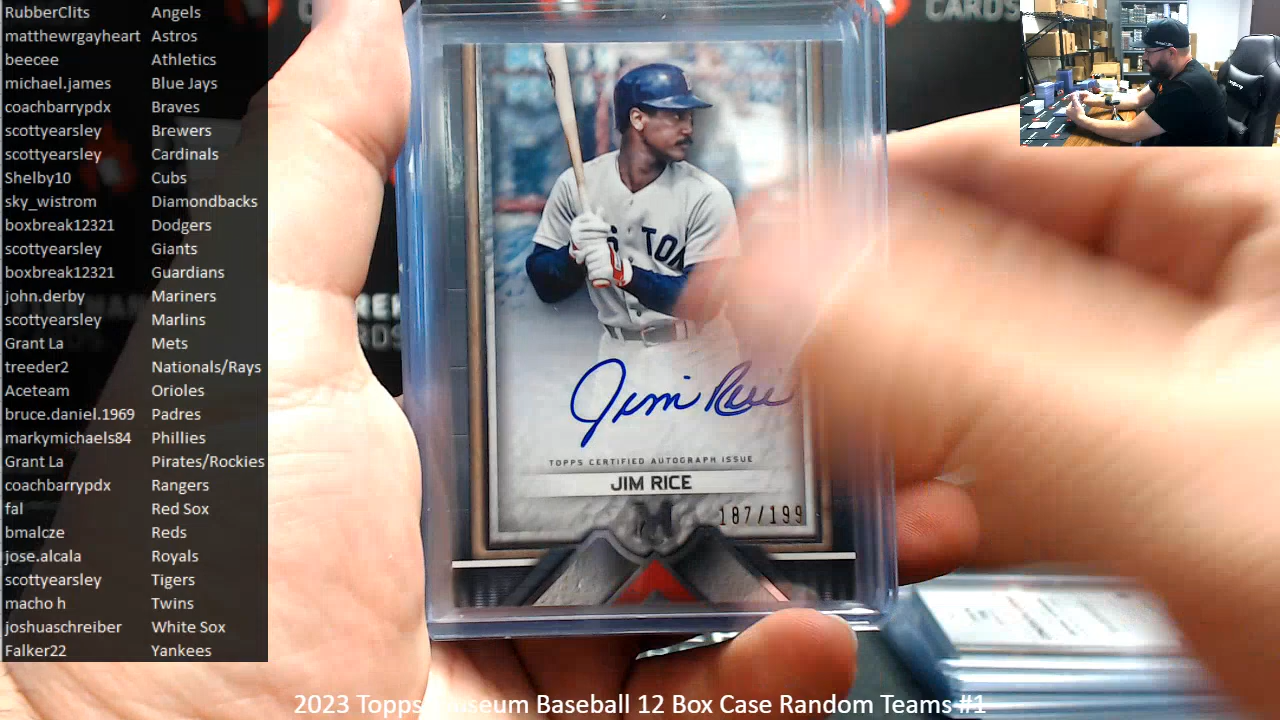 RubberClits Angels
matthewrgayheart Astros
beecee Athletics
michael.james Blue Jays
coachbarrypdx Braves
scottyearsley Brewers
scottyearsley Cardinals
Shelby10 Cubs
sky_wistrom Diamondbacks
boxbreak12321 Dodgers
scottyearsley Giants
boxbreak12321 Guardians
john.derby Mariners
scottyearsley Marlins
Grant La Mets
treeder2 Nationals/Rays
Aceteam Orioles
bruce.daniel.1969 Padres
markymichaels84 Phillies
Grant La Pirates/Rockies
coachbarrypdx Rangers
fal Red Sox
bmalcze Reds
jose.alcala Royals
scottyearsley Tigers
macho h Twins
joshuaschreiber White Sox
Falker22 Yankees
CARDS
TON
Jim Rice
TOPPS CERTIFIED AUTOGRAPH ISSUE
JIM RICE
187/199
2023 Topps Museum Baseball 12 Box Case Random Teams #1